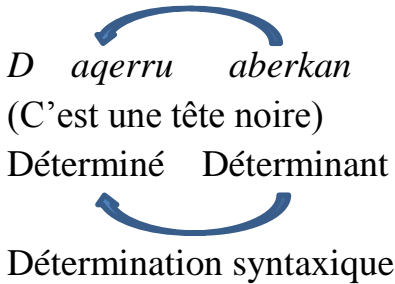 D aqerru aberkan
(C’est une tête noire)
Déterminé Déterminant
Détermination syntaxique